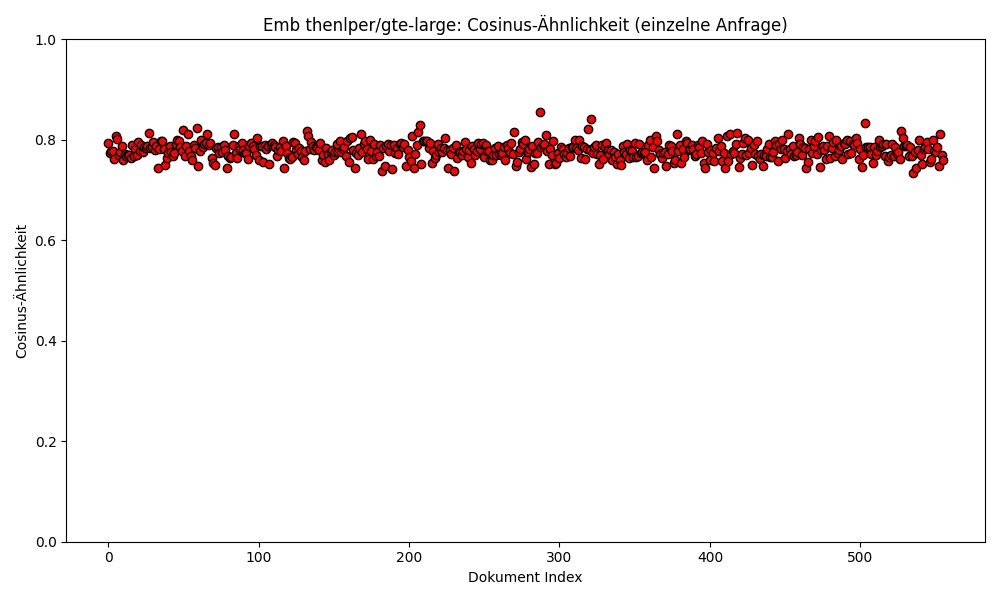 Emb thenlper/gte-large: Cosinus-Ähnlichkeit (einzelne Anfrage)
1.0
0.8
0.6
0.4
0.2
0.0
Cosinus-Ähnlichkeit
0 100 200 300 400 500
Dokument Index